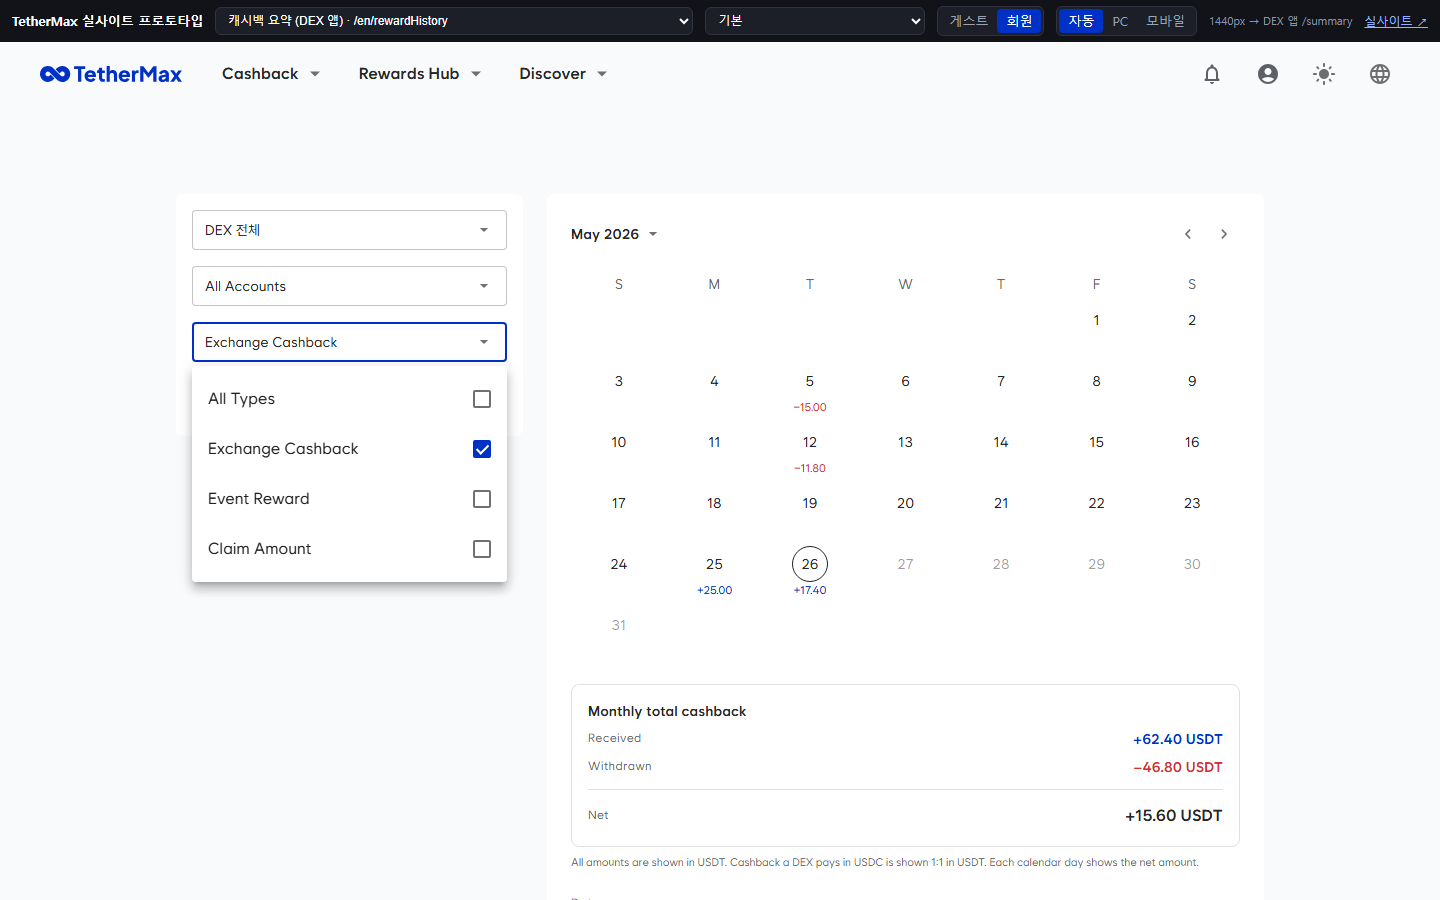 TetherMax 실사이트 프로토타입 캐시백 요약 (DEX 앱) · /en/rewardHistory 기본 게스트 회원 자동 PC 모바일 1440px → DEX 앱 /summary 실사이트 ↗
TetherMax Cashback Rewards Hub Discover
DEX 전체
All Accounts
Exchange Cashback
All Types
Exchange Cashback
Event Reward
Claim Amount
May 2026
S M T W T F S
1 2
3 4 5 6 7 8 9
−15.00
10 11 12 13 14 15 16
−11.80
17 18 19 20 21 22 23
24 25 26 27 28 29 30
+25.00 +17.40
31
Monthly total cashback
Received +62.40 USDT
Withdrawn −46.80 USDT
Net +15.60 USDT
All amounts are shown in USDT. Cashback a DEX pays in USDC is shown 1:1 in USDT. Each calendar day shows the net amount.